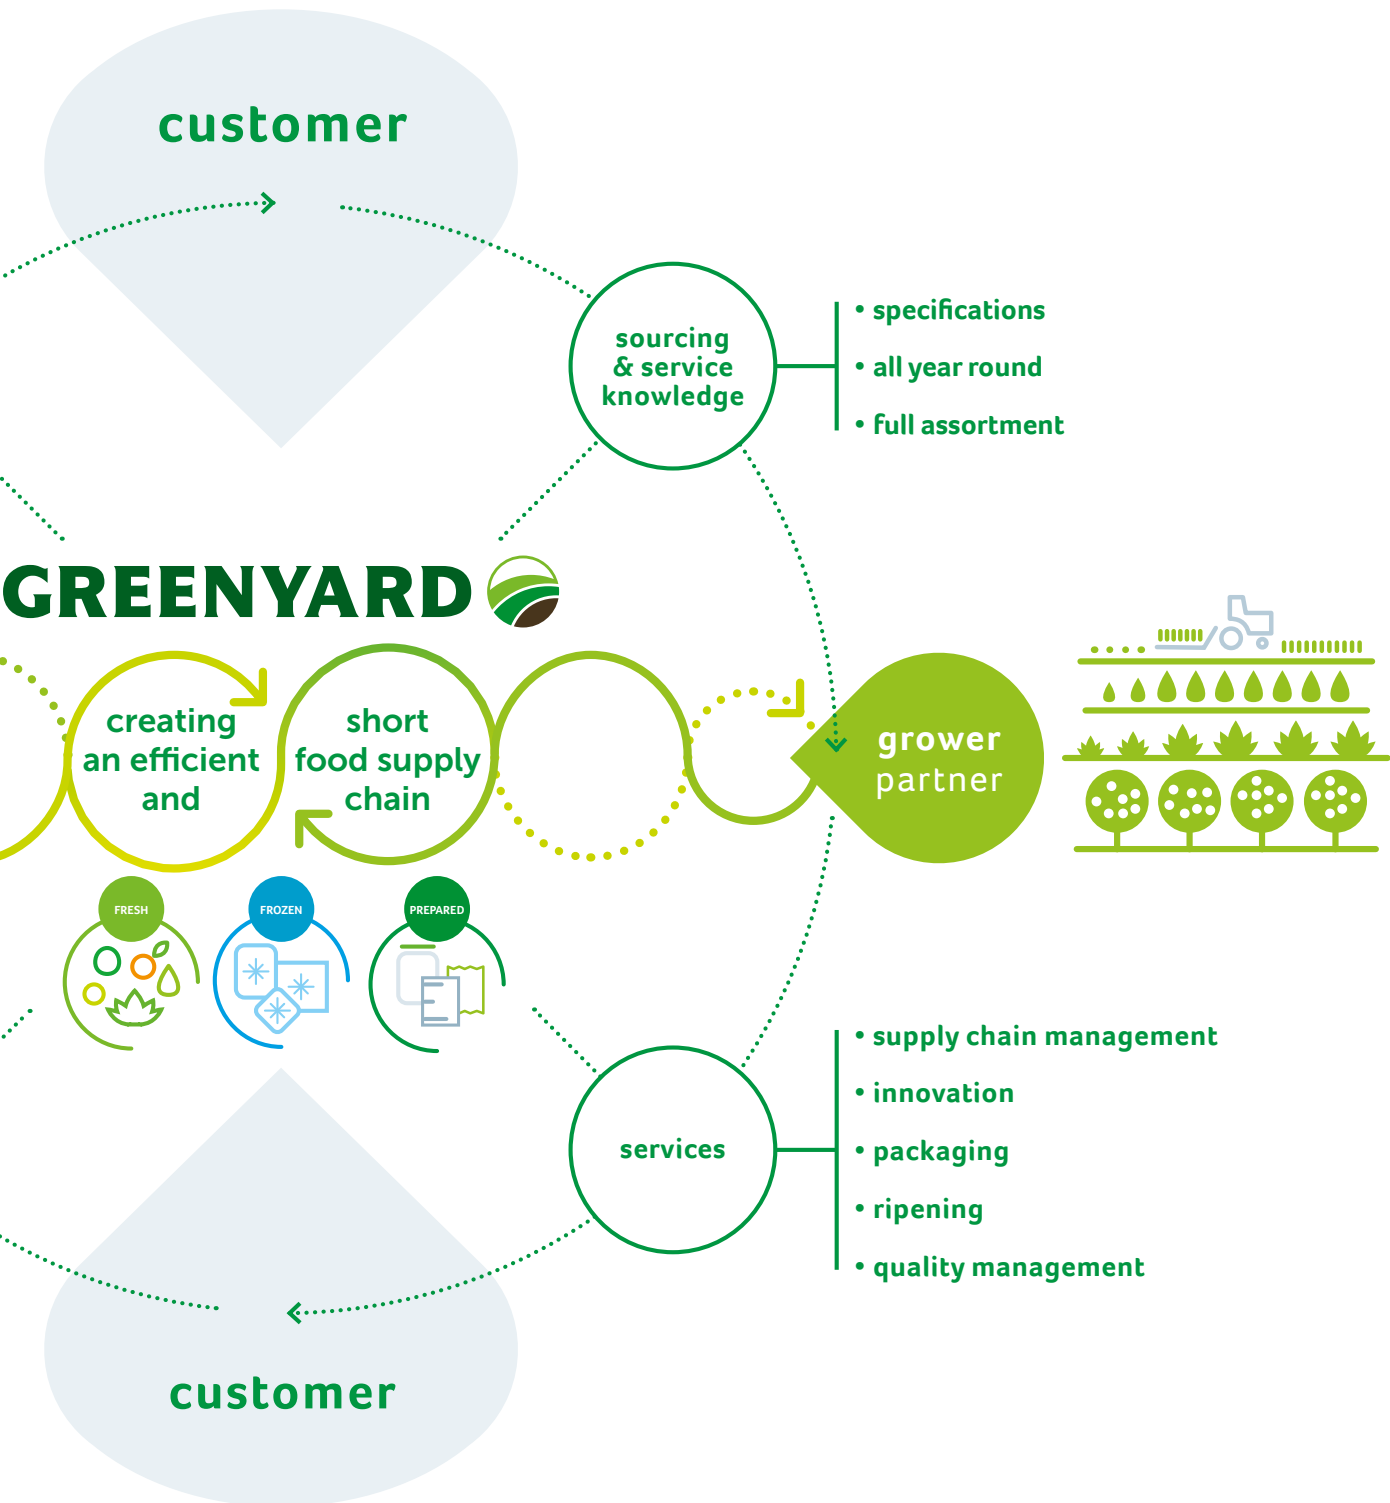 customer
sourcing
& service
knowledge
• specifications
• all year round
• full assortment
GREENYARD
creating
an efficient
and
short
food supply
chain
grower
partner
FRESH
FROZEN
PREPARED
services
• supply chain management
• innovation
• packaging
• ripening
• quality management
customer